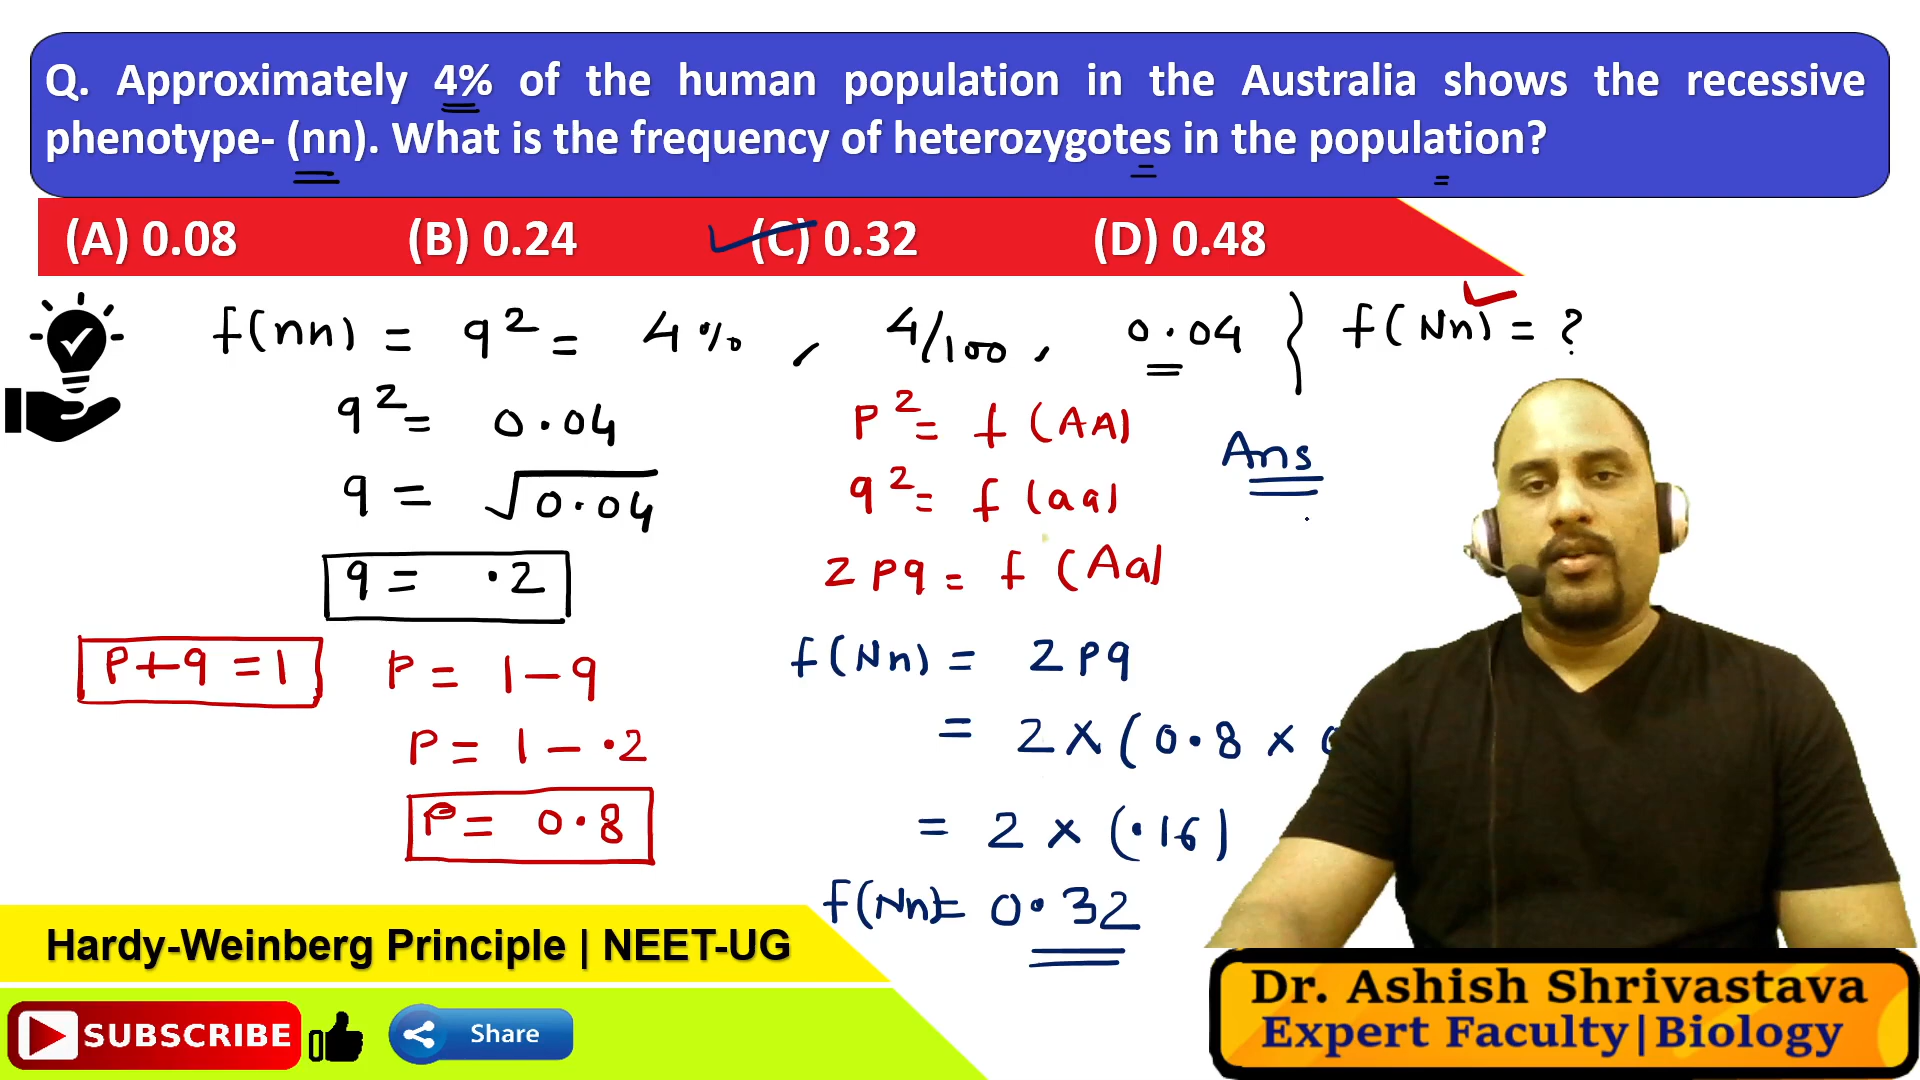 Q. Approximately 4% of the human population in the Australia shows the recessive
phenotype- (nn). What is the frequency of heterozygotes in the population?
(A) 0.08 (B) 0.24 (C) 0.32 (D) 0.48
f(nn) = q² = 4%, 4/100, 0.04 } f(Nn) = ?
q² = 0.04
q = √0.04
q = .2
P+q = 1
P = 1-q
P = 1-.2
P = 0.8
P² = f(AA)
q² = f(aa)
2pq = f(Aa)
Ans
f(Nn) = 2pq
= 2 x (0.8 x
= 2 x (.16)
f(Nn)= 0.32
Hardy-Weinberg Principle | NEET-UG
SUBSCRIBE
Share
Dr. Ashish Shrivastava
Expert Faculty|Biology